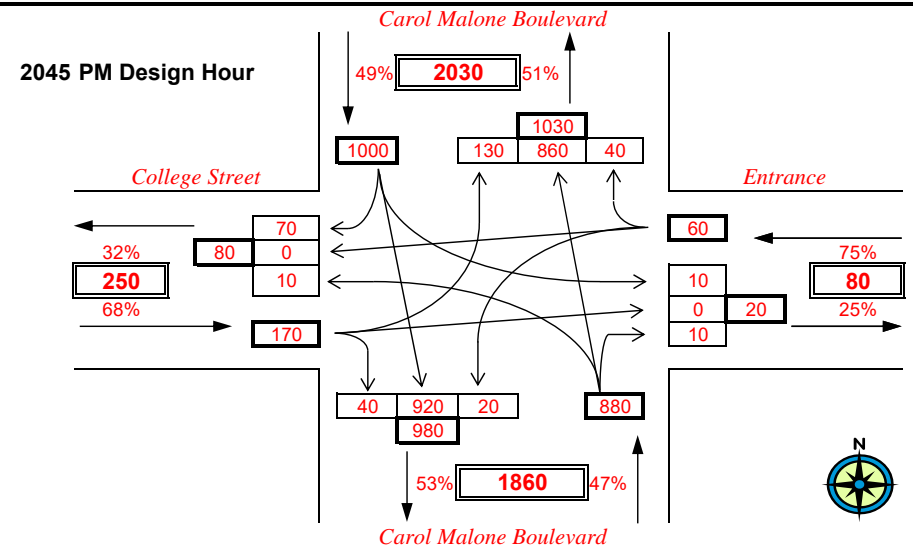 Carol Malone Boulevard
2045 PM Design Hour
49% 2030 51%
1030
1000 130 860 40
College Street Entrance
70 60
32% 80 0 75%
250 10 10 80
68% 0 20 25%
170 10
40 920 20 880
980
N
53% 1860 47%
Carol Malone Boulevard